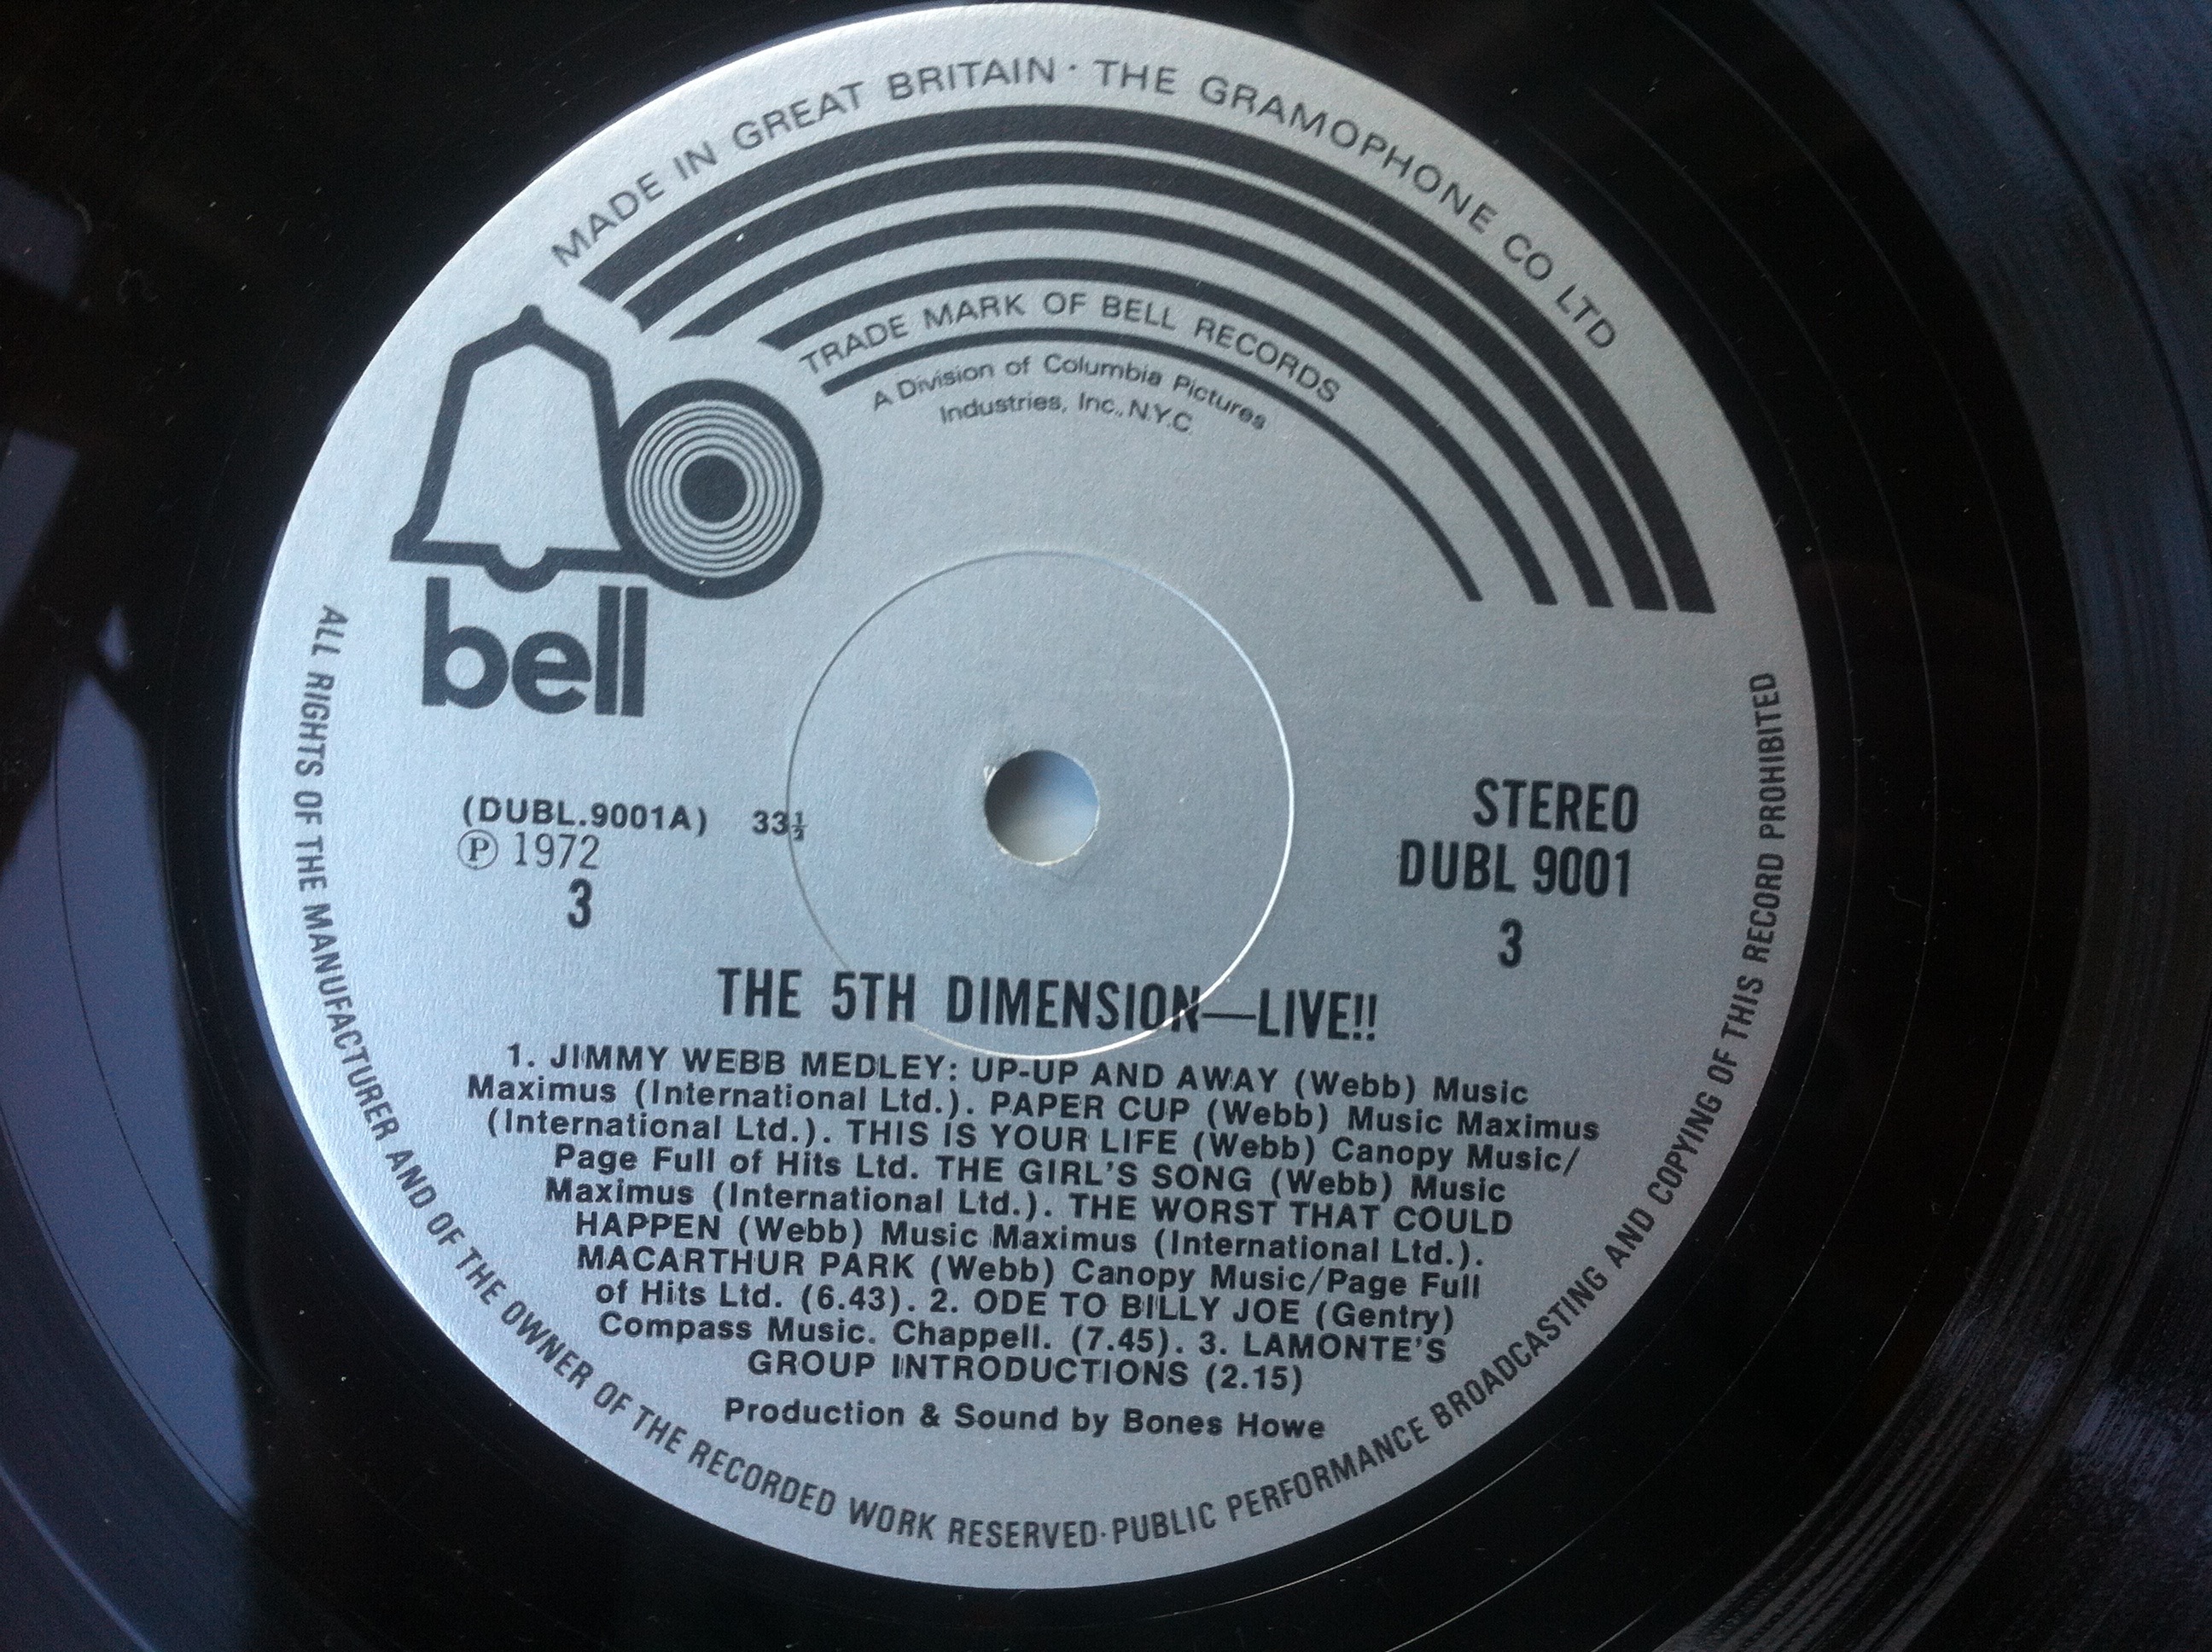 MADE IN GREAT BRITAIN · THE GRAMOPHONE CO LTD
TRADE MARK OF BELL RECORDS
A Division of Columbia Pictures
Industries, Inc., N.Y.C.
bell
(DUBL.9001A) 33⅓
℗ 1972
3
STEREO
DUBL 9001
3
THE 5TH DIMENSION—LIVE!!
1. JIMMY WEBB MEDLEY: UP-UP AND AWAY (Webb) Music
Maximus (International Ltd.). PAPER CUP (Webb) Music Maximus
(International Ltd.). THIS IS YOUR LIFE (Webb) Canopy Music/
Page Full of Hits Ltd. THE GIRL'S SONG (Webb) Music
Maximus (International Ltd.). THE WORST THAT COULD
HAPPEN (Webb) Music Maximus (International Ltd.).
MACARTHUR PARK (Webb) Canopy Music/Page Full
of Hits Ltd. (6.43). 2. ODE TO BILLY JOE (Gentry)
Compass Music. Chappell. (7.45). 3. LAMONTE'S
GROUP INTRODUCTIONS (2.15)
Production & Sound by Bones Howe
ALL RIGHTS OF THE MANUFACTURER AND OF THE OWNER OF THE RECORDED WORK RESERVED·PUBLIC PERFORMANCE BROADCASTING AND COPYING OF THIS RECORD PROHIBITED